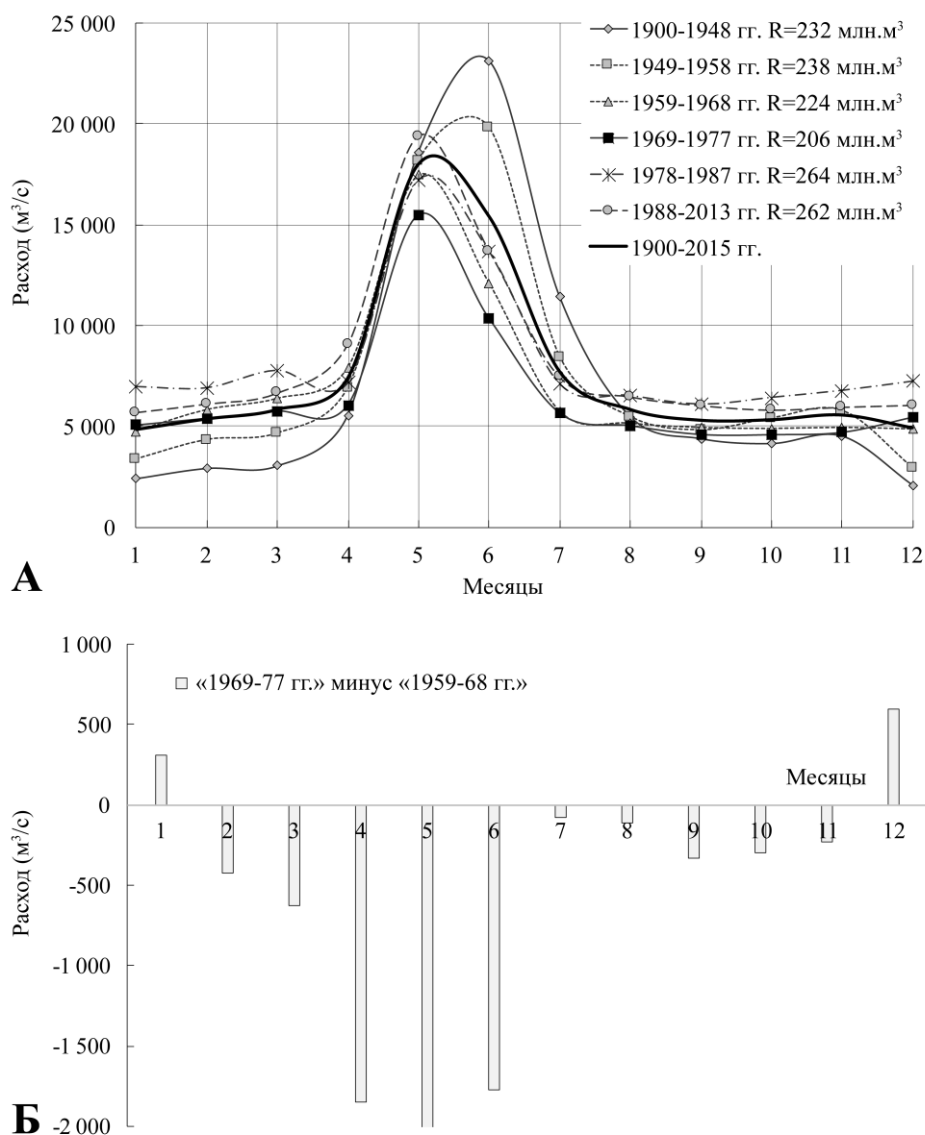 25 000
20 000
15 000
10 000
5 000
0
Расход (м³/с)
1900-1948 гг. R=232 млн.м³
1949-1958 гг. R=238 млн.м³
1959-1968 гг. R=224 млн.м³
1969-1977 гг. R=206 млн.м³
1978-1987 гг. R=264 млн.м³
1988-2013 гг. R=262 млн.м³
1900-2015 гг.
1 2 3 4 5 6 7 8 9 10 11 12
Месяцы
А
1 000
500
0
-500
-1 000
-1 500
-2 000
Расход (м³/с)
«1969-77 гг.» минус «1959-68 гг.»
Месяцы
1 2 3 4 5 6 7 8 9 10 11 12
Б